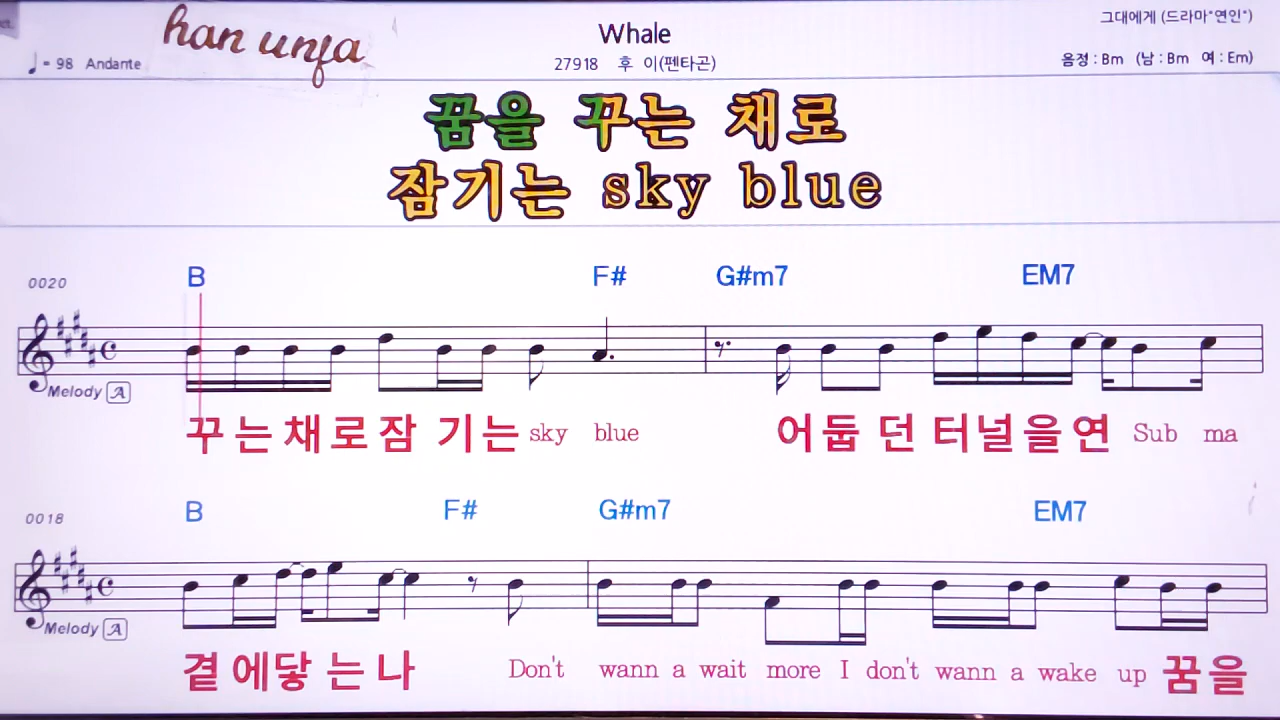 han unja
Whale
그대에게 (드라마"연인")
♩= 98 Andante
27918 후 이(펜타곤)
음정 : Bm (남 : Bm 여 : Em)
꿈을 꾸는 채로
잠기는 sky blue
0020 B F# G#m7 EM7
Melody A
꾸 는 채 로 잠 기 는 sky blue 어 둡 던 터 널 을 연 Sub ma
0018 B F# G#m7 EM7
Melody A
곁 에 닿 는 나 Don't wann a wait more I don't wann a wake up 꿈 을